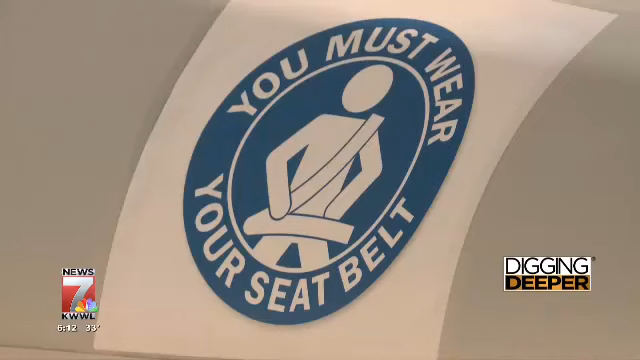 YOU MUST WEAR
YOUR SEAT BELT
NEWS
7
KWWL
6:12 33°
DIGGING
DEEPER